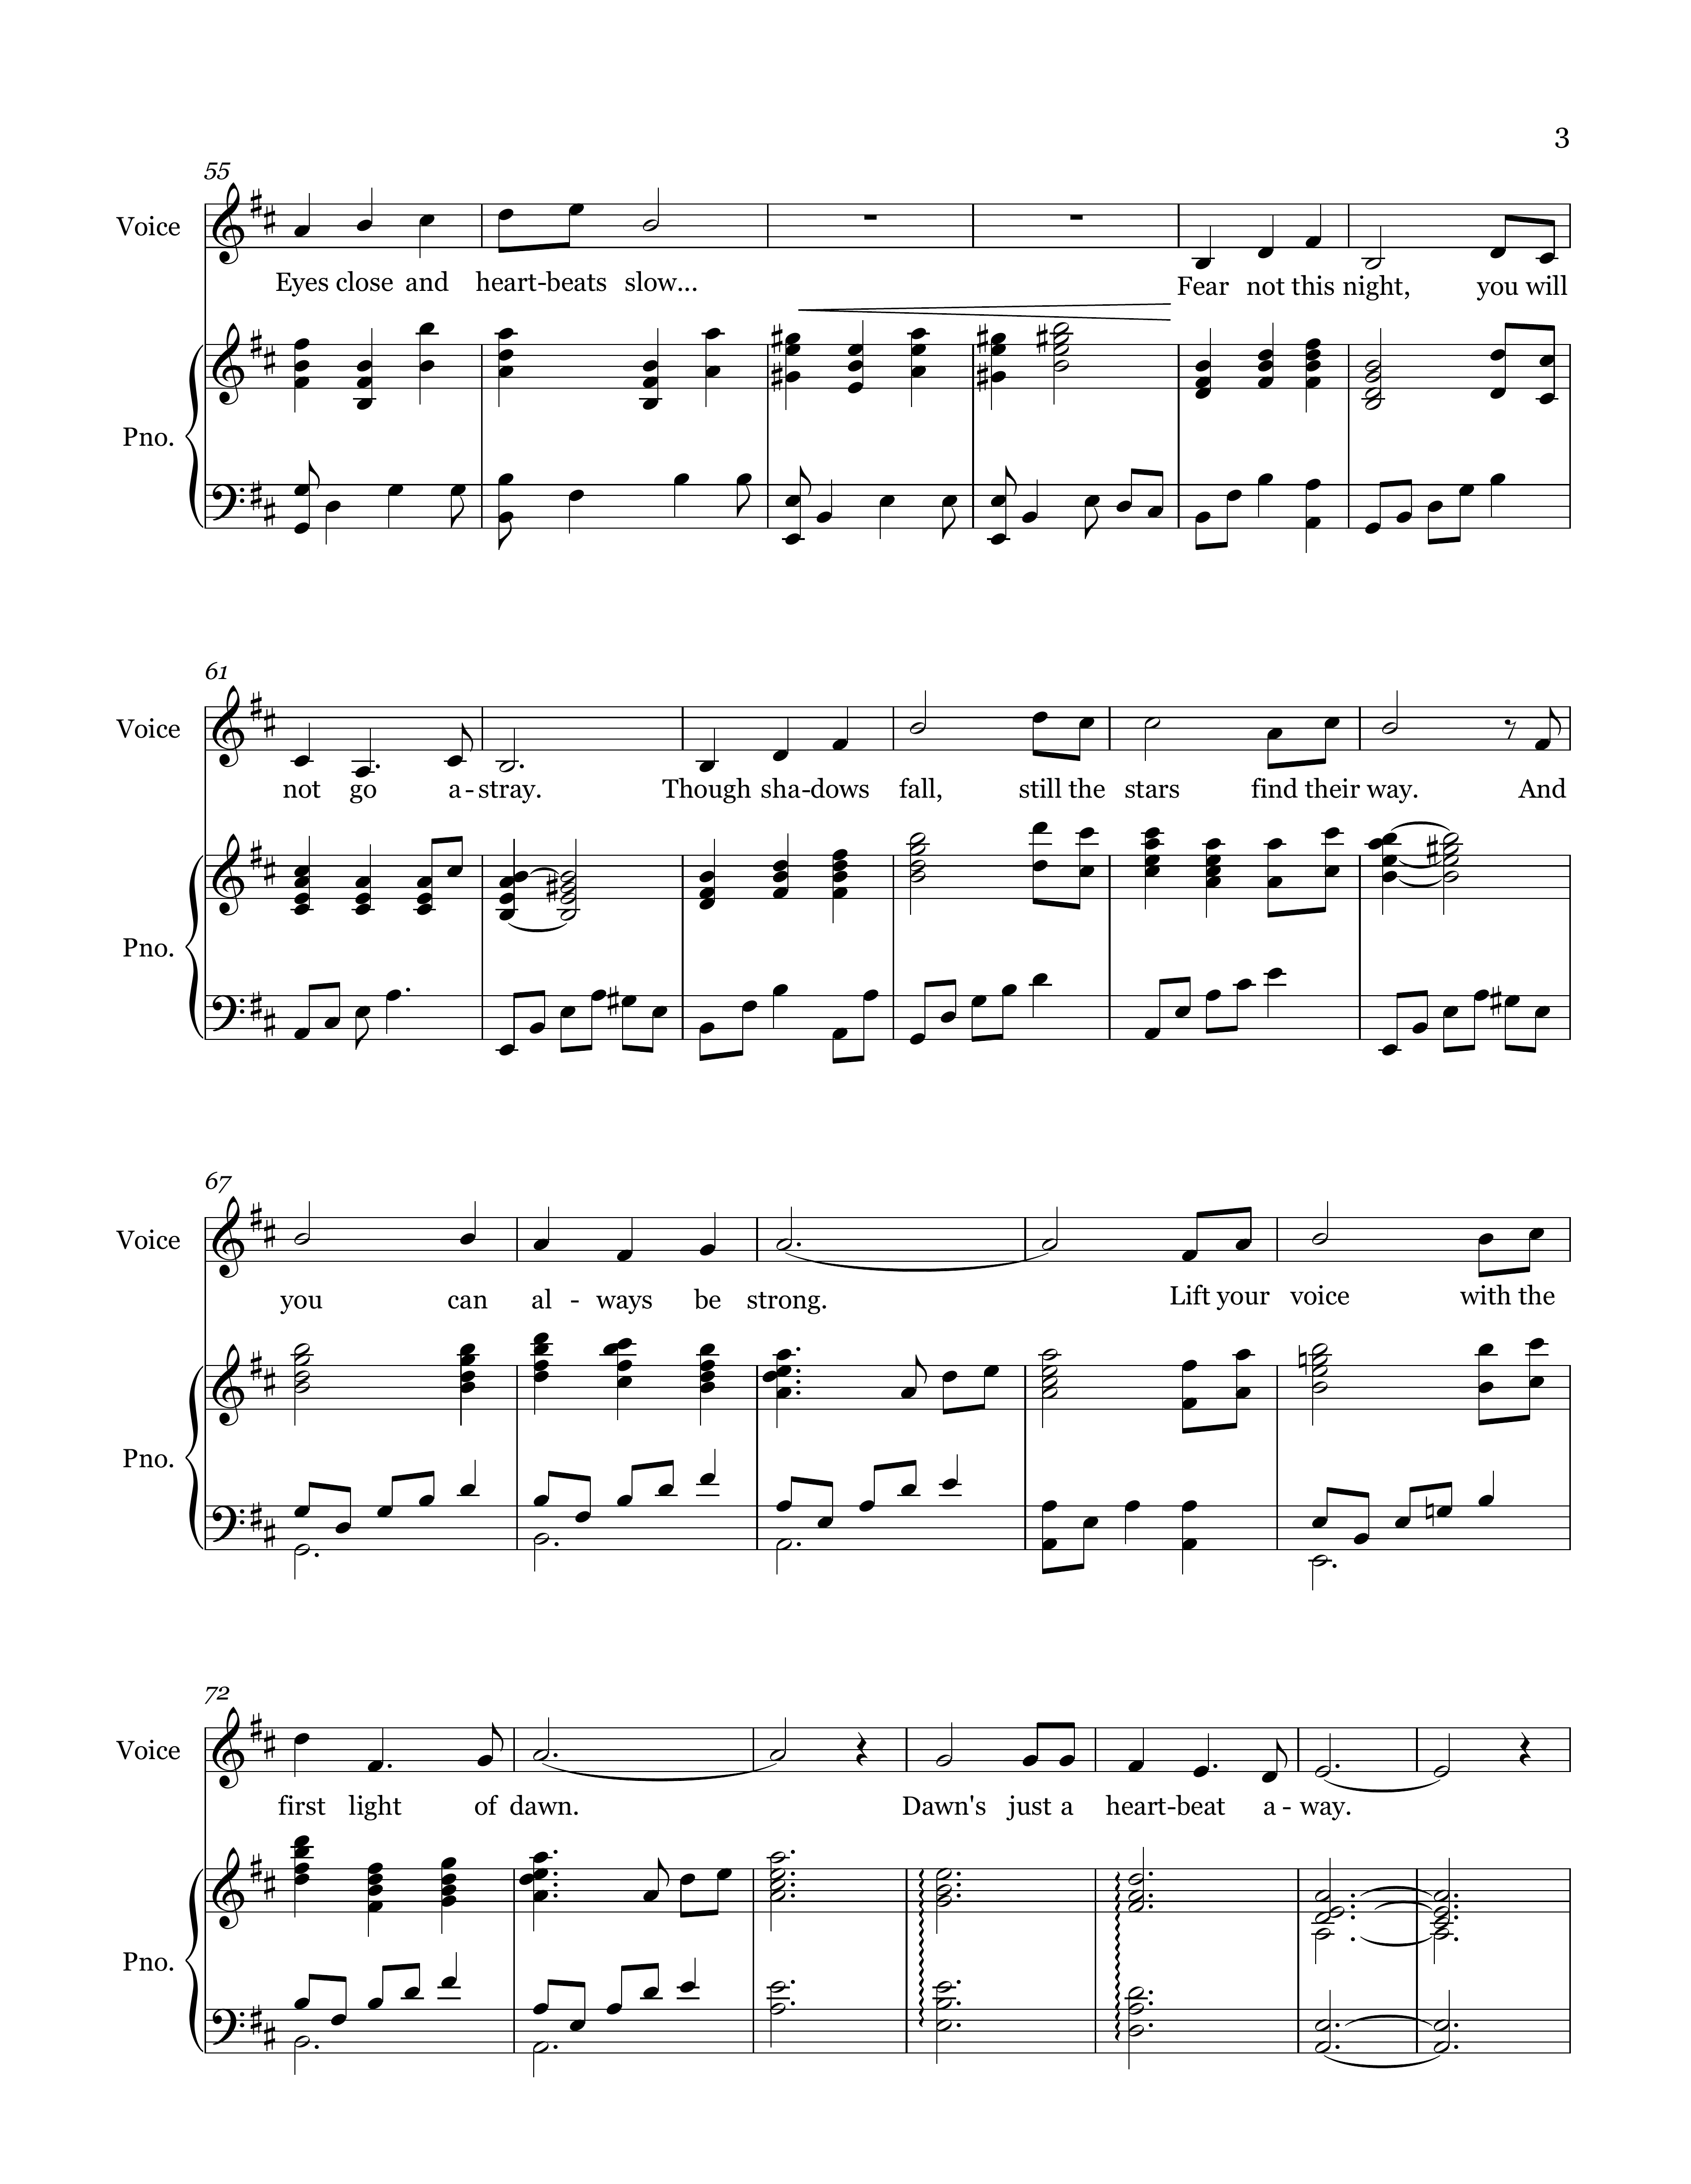 3
55
Voice
Eyes close and heart-beats slow... Fear not this night, you will
Pno.
61
Voice
not go a-stray. Though sha-dows fall, still the stars find their way. And
Pno.
67
Voice
you can al - ways be strong. Lift your voice with the
Pno.
72
Voice
first light of dawn. Dawn's just a heart-beat a - way.
Pno.